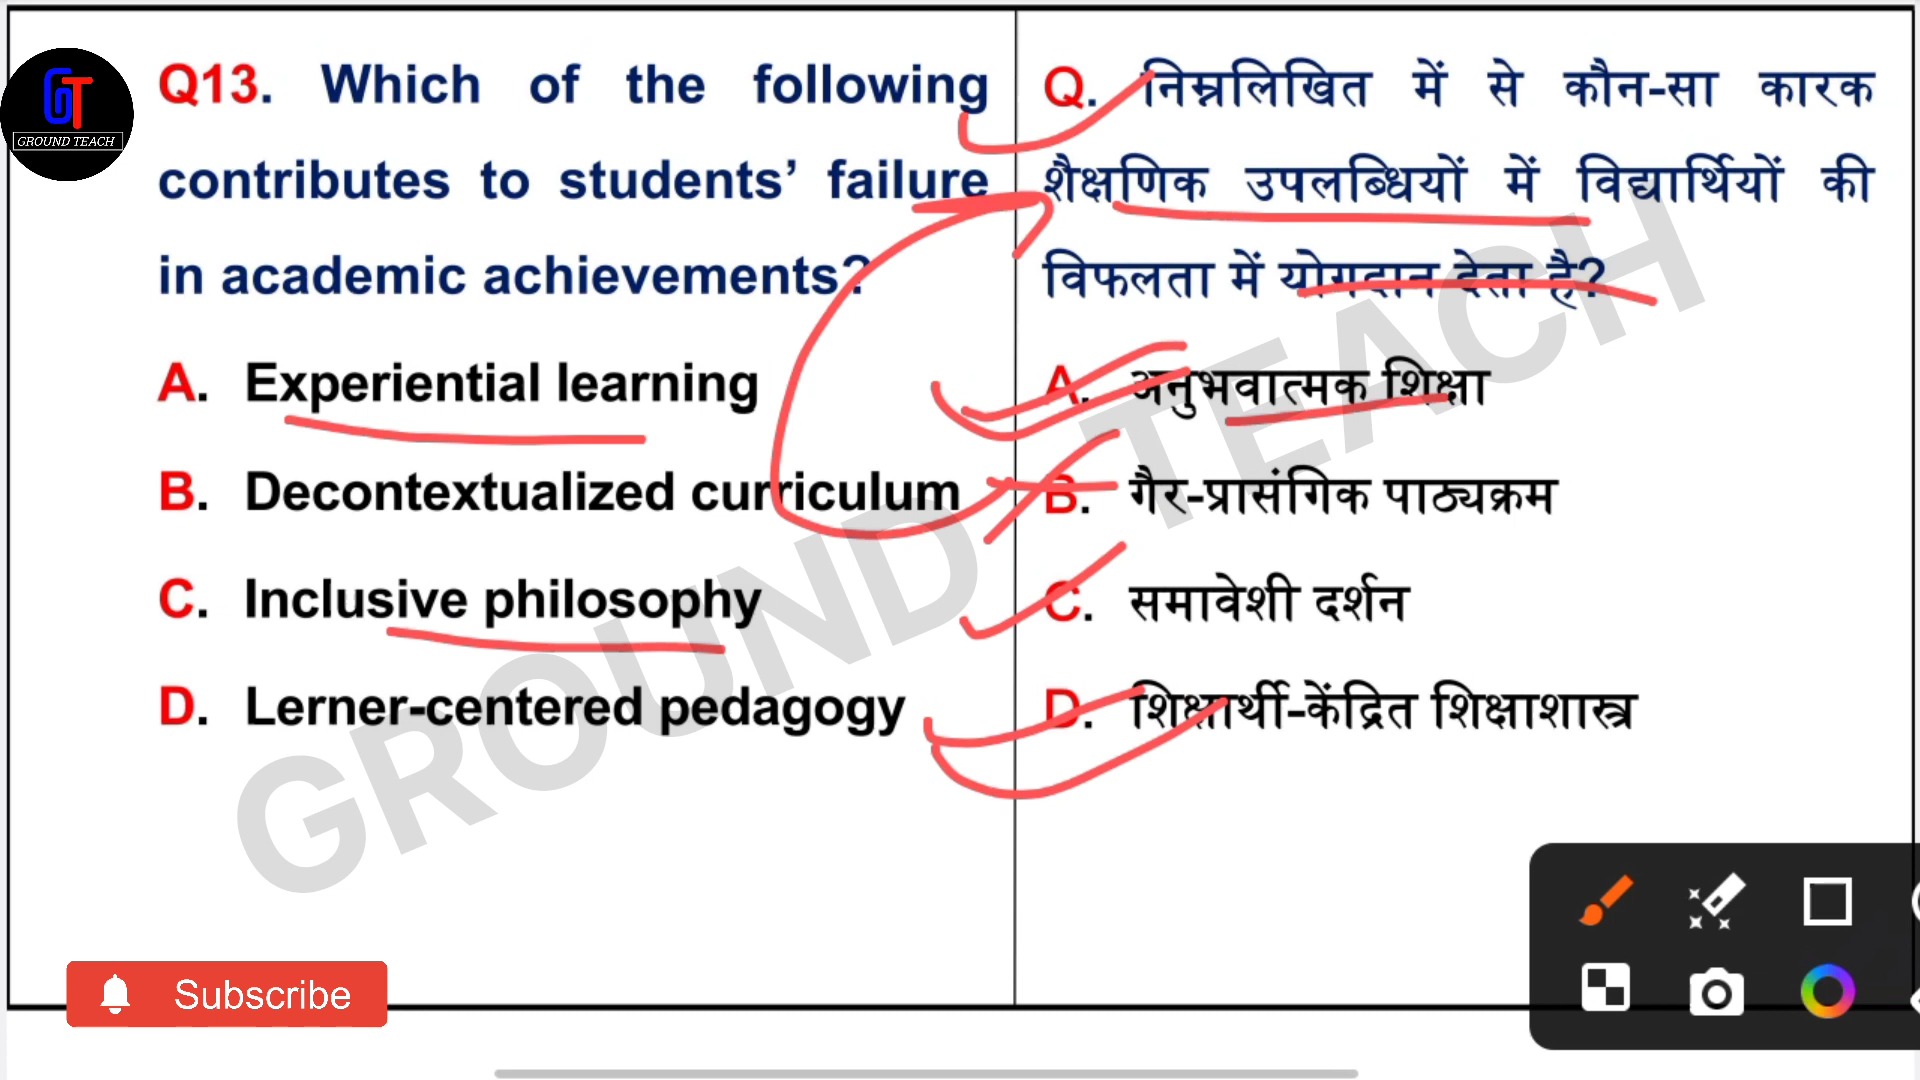 GT
GROUND TEACH
Q13. Which of the following
contributes to students’ failure
in academic achievements?
A. Experiential learning
B. Decontextualized curriculum
C. Inclusive philosophy
D. Lerner-centered pedagogy
Q. निम्नलिखित में से कौन-सा कारक
शैक्षणिक उपलब्धियों में विद्यार्थियों की
विफलता में योगदान देता है?
A. अनुभवात्मक शिक्षा
B. गैर-प्रासंगिक पाठ्यक्रम
C. समावेशी दर्शन
D. शिक्षार्थी-केंद्रित शिक्षाशास्त्र
GROUND TEACH
Subscribe